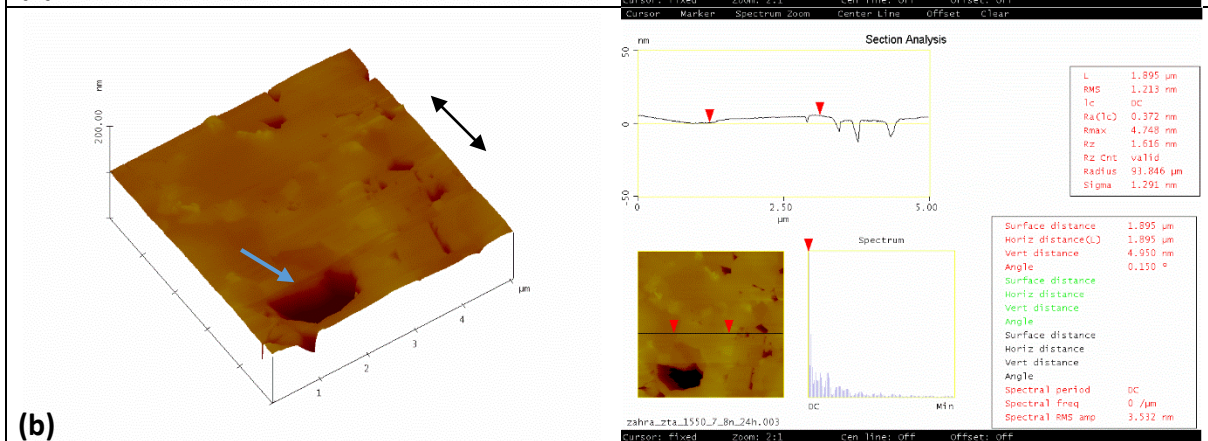 Cursor: fixed Zoom: 2:1 Cen line: Off Offset: Off
Cursor Marker Spectrum Zoom Center Line Offset Clear
Section Analysis
nm
50
0
-50
0 2.50 5.00
µm
L 1.895 µm
RMS 1.213 nm
lc DC
Ra(lc) 0.372 nm
Rmax 4.748 nm
Rz 1.616 nm
Rz Cnt valid
Radius 93.846 µm
Sigma 1.291 nm
Surface distance 1.895 µm
Horiz distance(L) 1.895 µm
Vert distance 4.950 nm
Angle 0.150 °
Surface distance
Horiz distance
Vert distance
Angle
Surface distance
Horiz distance
Vert distance
Angle
Spectral period DC
Spectral freq 0 /µm
Spectral RMS amp 3.532 nm
Spectrum
DC Min
zahra_zta_1550_7_8n_24h.003
Cursor: fixed Zoom: 2:1 Cen line: Off Offset: Off
nm
200.00
µm
4
3
2
1
(b)